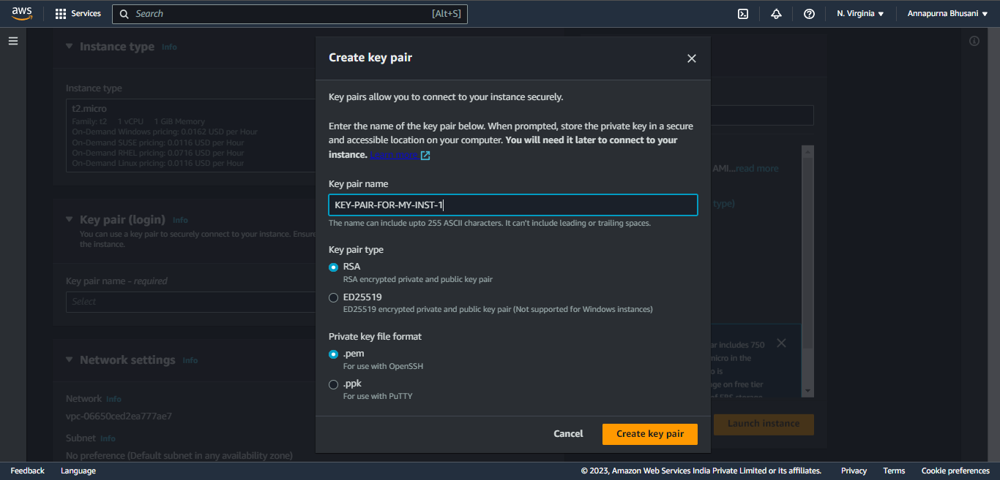 aws
Services
Search
[Alt+S]
N. Virginia
Annapurna Bhusani
Instance type Info
Instance type
t2.micro
Family: t2 1 vCPU 1 GiB Memory
On-Demand Windows pricing: 0.0162 USD per Hour
On-Demand SUSE pricing: 0.0116 USD per Hour
On-Demand RHEL pricing: 0.0716 USD per Hour
On-Demand Linux pricing: 0.0116 USD per Hour
Key pair (login) Info
You can use a key pair to securely connect to your instance. Ensure
the instance.
Key pair name - required
Select
Network settings Info
Network Info
vpc-06650ced2ea777ae7
Subnet Info
No preference (Default subnet in any availability zone)
Create key pair
Key pairs allow you to connect to your instance securely.
Enter the name of the key pair below. When prompted, store the private key in a secure
and accessible location on your computer. You will need it later to connect to your
instance. Learn more
Key pair name
KEY-PAIR-FOR-MY-INST-1
The name can include upto 255 ASCII characters. It can't include leading or trailing spaces.
Key pair type
RSA
RSA encrypted private and public key pair
ED25519
ED25519 encrypted private and public key pair (Not supported for Windows instances)
Private key file format
.pem
For use with OpenSSH
.ppk
For use with PuTTY
Cancel
Create key pair
AMI...read more
type)
ar includes 750
micro in the
o is
ge on free tier
of EBS storage
Launch instance
Feedback
Language
© 2023, Amazon Web Services India Private Limited or its affiliates.
Privacy
Terms
Cookie preferences